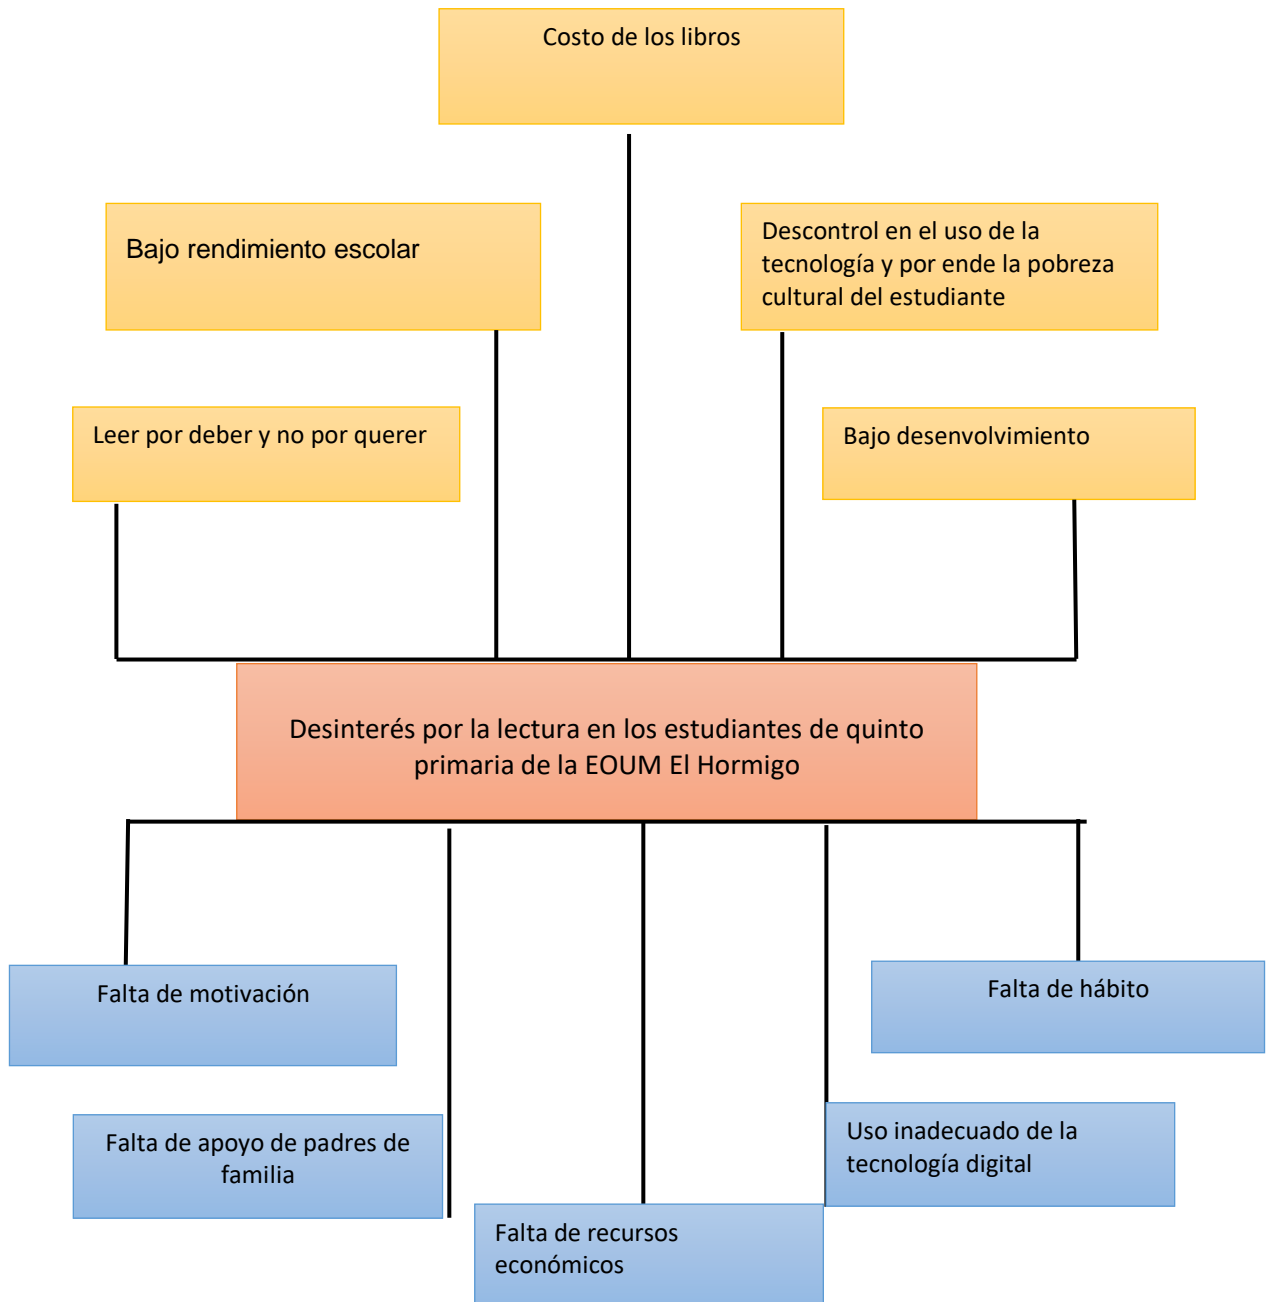 Costo de los libros
Bajo rendimiento escolar
Descontrol en el uso de la
tecnología y por ende la pobreza
cultural del estudiante
Leer por deber y no por querer
Bajo desenvolvimiento
Desinterés por la lectura en los estudiantes de quinto
primaria de la EOUM El Hormigo
Falta de motivación
Falta de hábito
Falta de apoyo de padres de
familia
Uso inadecuado de la
tecnología digital
Falta de recursos
económicos